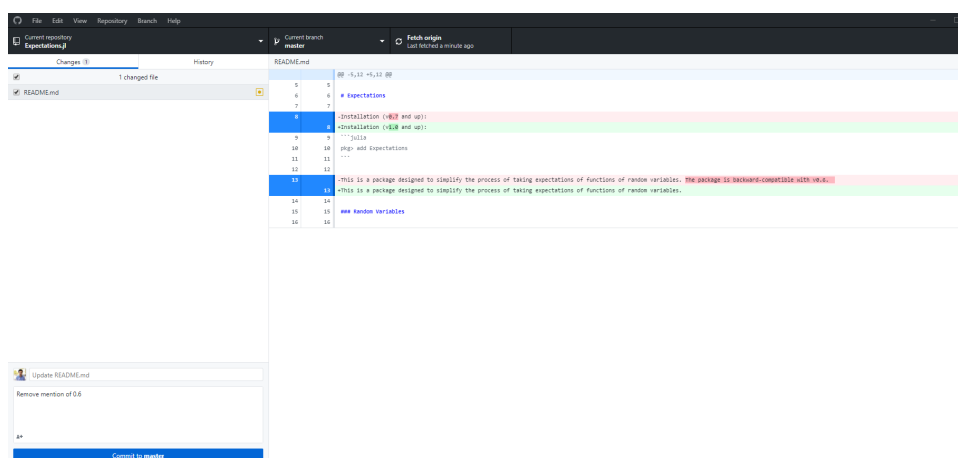 File Edit View Repository Branch Help
Current repository
Expectations.jl
Current branch
master
Fetch origin
Last fetched a minute ago
Changes 1 History
README.md
1 changed file
README.md
@@ -5,12 +5,12 @@
5 5
6 6 # Expectations
7 7
8 -Installation (v0.7 and up):
8 +Installation (v1.0 and up):
9 9 ```julia
10 10 pkg> add Expectations
11 11 ```
12 12
13 -This is a package designed to simplify the process of taking expectations of functions of random variables. The package is backward-compatible with v0.6.
13 +This is a package designed to simplify the process of taking expectations of functions of random variables.
14 14
15 15 ### Random Variables
16 16
Update README.md
Remove mention of 0.6
Commit to master